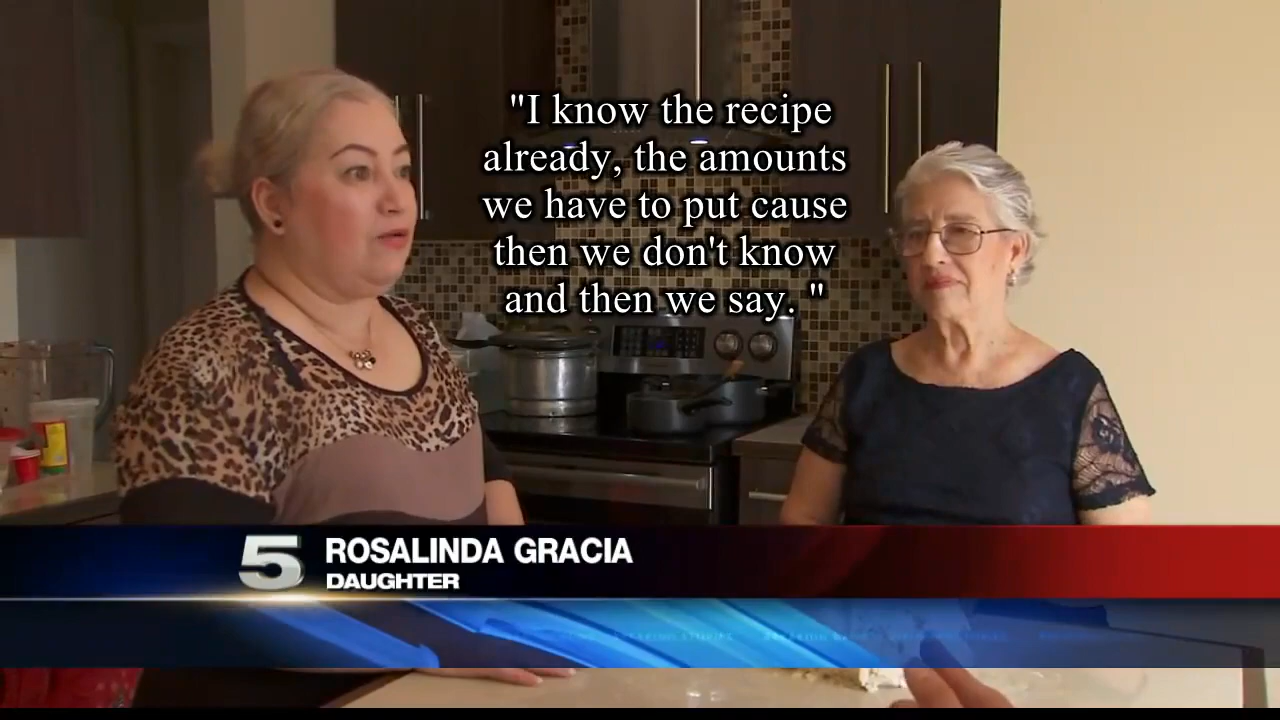 "I know the recipe
already, the amounts
we have to put cause
then we don't know
and then we say. "
5 ROSALINDA GRACIA
DAUGHTER